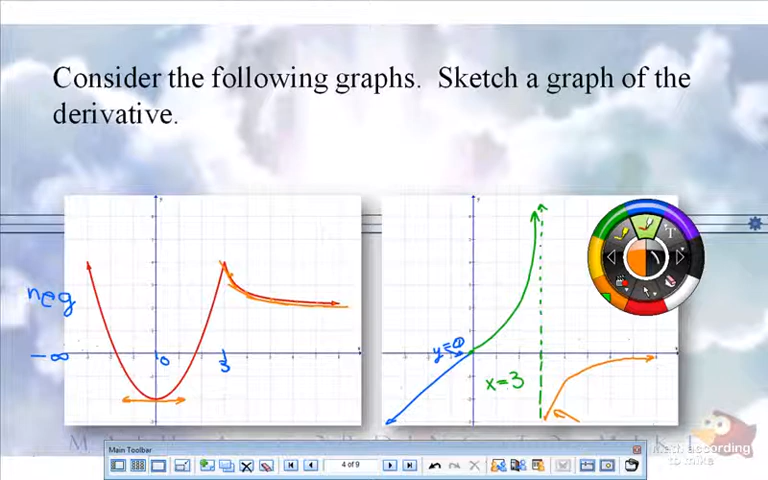 Consider the following graphs. Sketch a graph of the
derivative.
neg
-∞
0
3
y=0
x=3
T
Main Toolbar
4 of 9
Math according
to mike